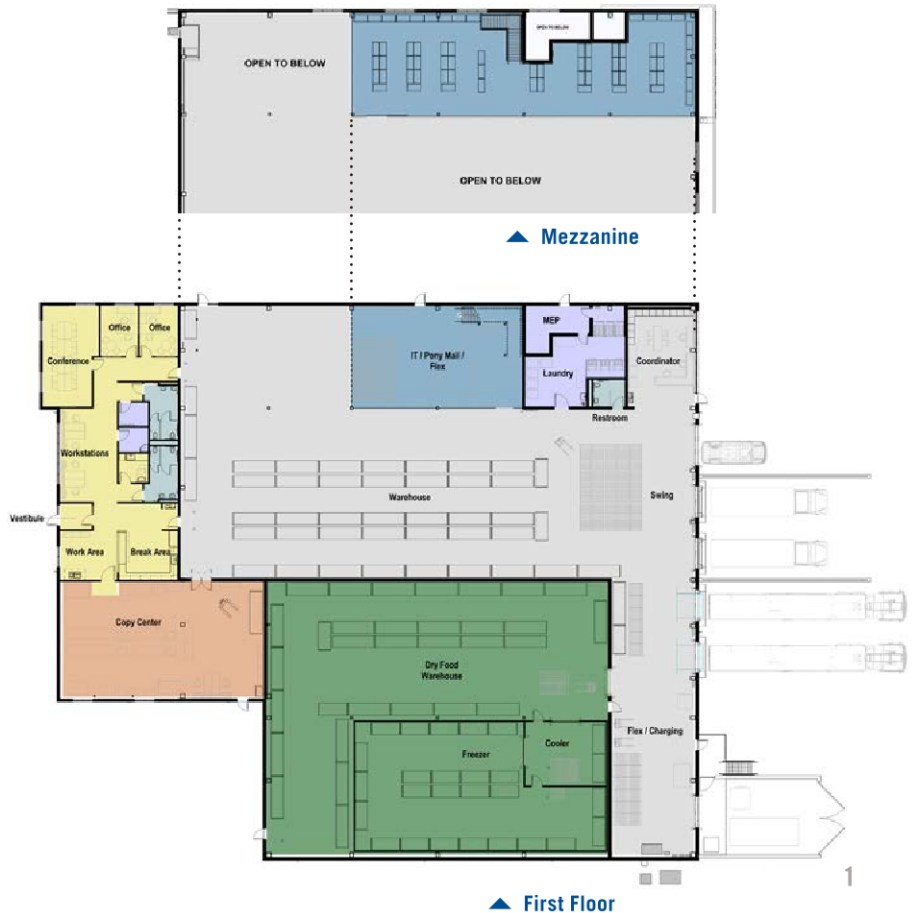 OPEN TO BELOW
OPEN TO BELOW
OPEN TO BELOW
Mezzanine
Office
Office
Conference
MEP
IT / Pony Mail /
Flex
Coordinator
Laundry
Restroom
Workstations
Warehouse
Swing
Vestibule
Work Area
Break Area
Copy Center
Dry Food
Warehouse
Flex / Charging
Cooler
Freezer
1
First Floor